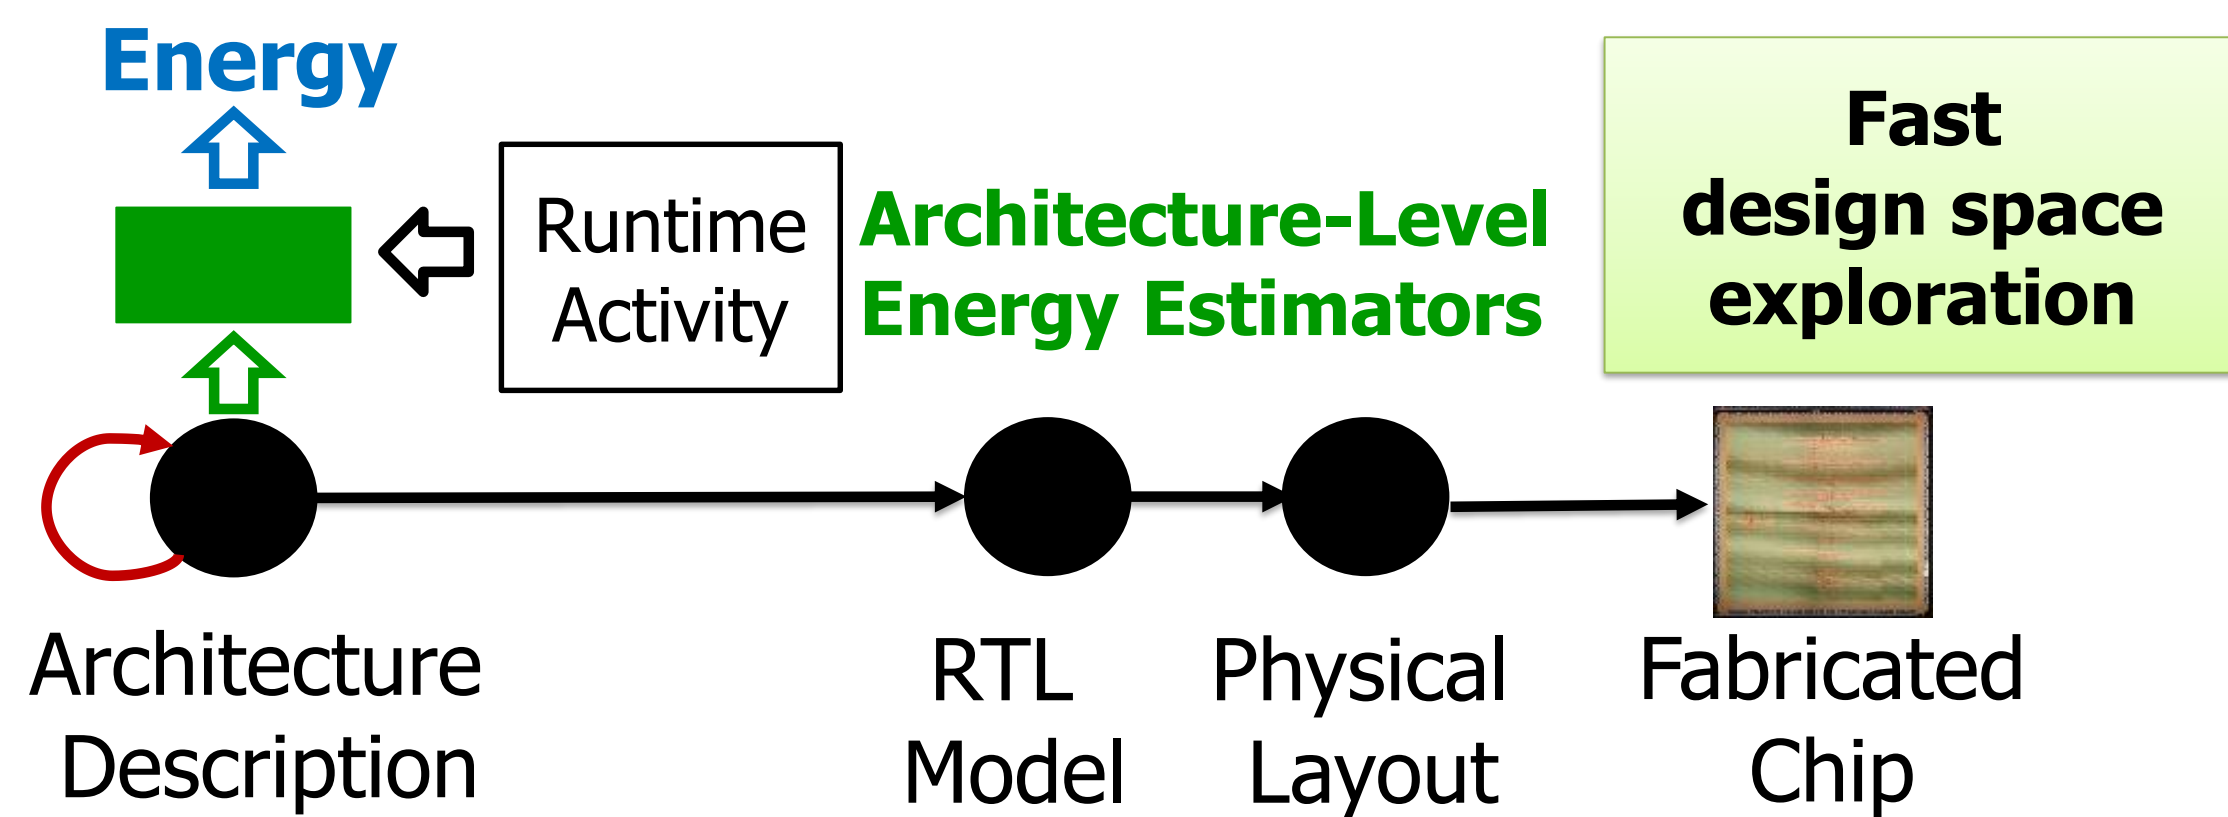 Energy
Runtime
Activity
Architecture-Level
Energy Estimators
Fast
design space
exploration
Architecture
Description
RTL
Model
Physical
Layout
Fabricated
Chip